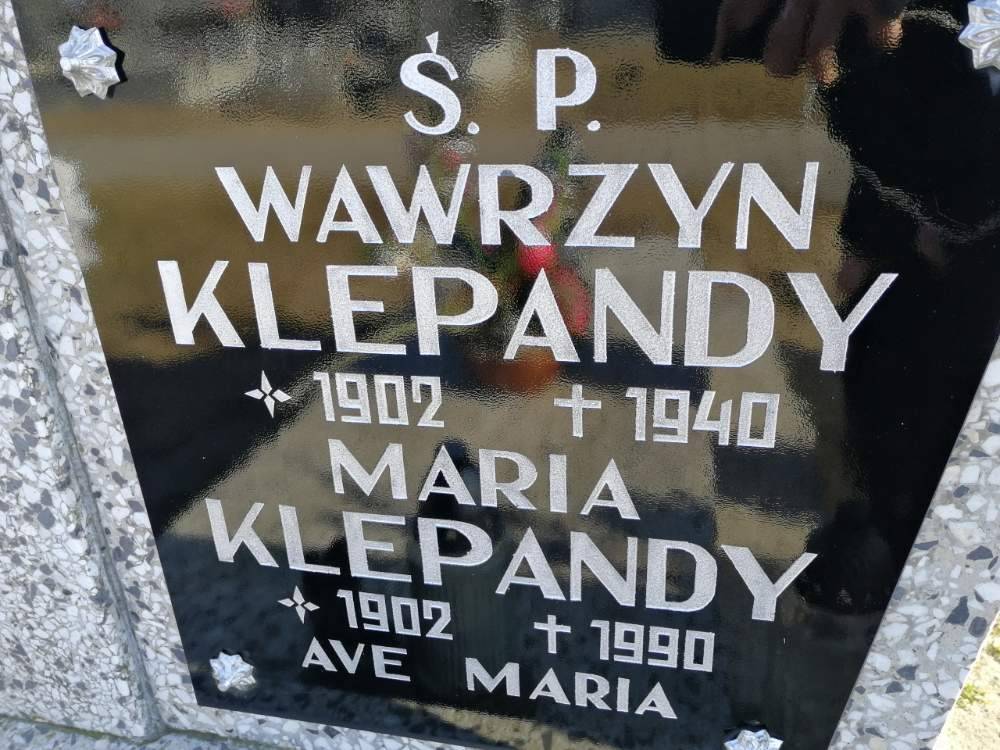 Ś. P.
WAWRZYN
KLEPANDY
1902 ✝ 1940
MARIA
KLEPANDY
1902 ✝ 1990
AVE MARIA